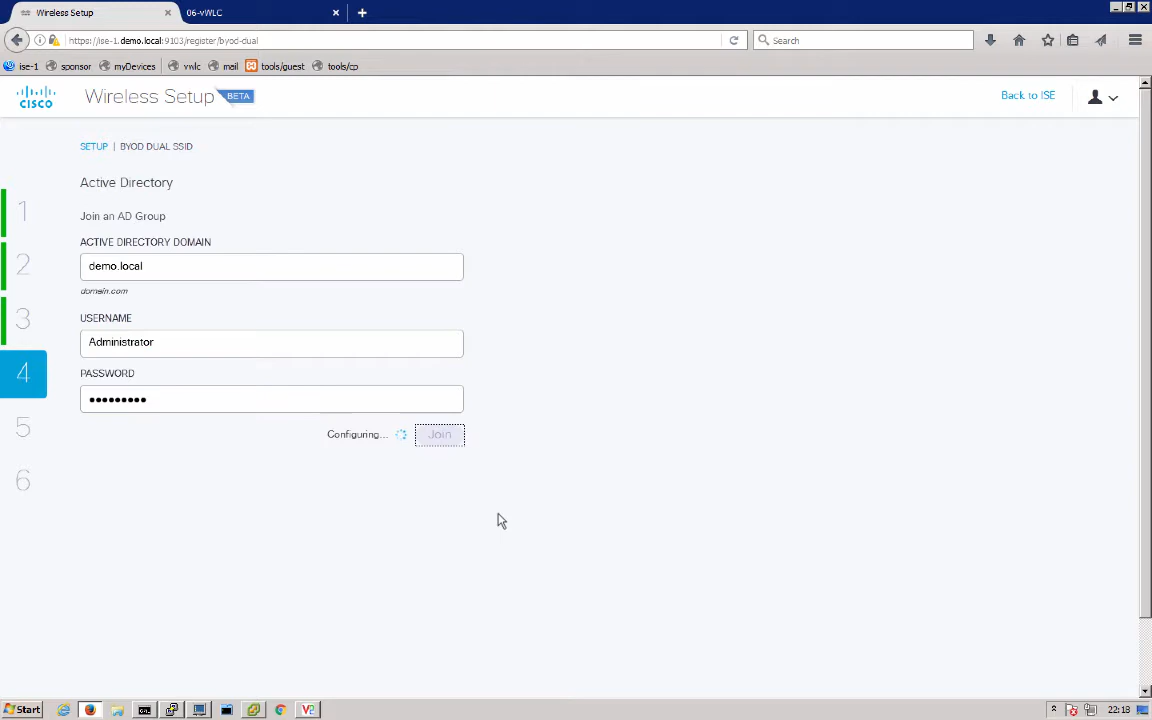 Wireless Setup
06-vWLC
https://ise-1.demo.local:9103/register/byod-dual
Search
ise-1 sponsor myDevices vwlc mail tools/guest tools/cp
CISCO Wireless Setup BETA
Back to ISE
SETUP | BYOD DUAL SSID
Active Directory
1
Join an AD Group
ACTIVE DIRECTORY DOMAIN
2
demo.local
domain.com
3
USERNAME
Administrator
4
PASSWORD
•••••••••
5
Configuring...
Join
6
Start
V2
22:18